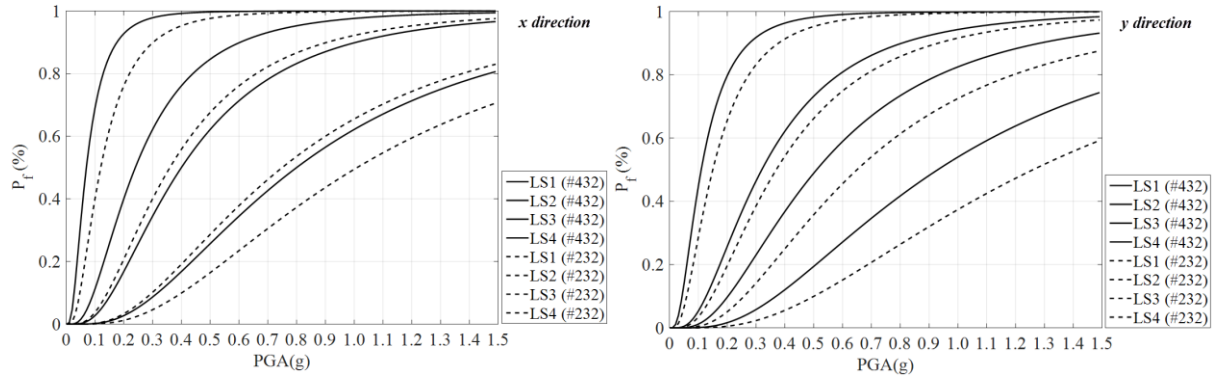 x direction
1
0.8
0.6
0.4
0.2
0
P_f (%)
0 0.1 0.2 0.3 0.4 0.5 0.6 0.7 0.8 0.9 1.0 1.1 1.2 1.3 1.4 1.5
PGA(g)
LS1 (#432)
LS2 (#432)
LS3 (#432)
LS4 (#432)
LS1 (#232)
LS2 (#232)
LS3 (#232)
LS4 (#232)
y direction
1
0.8
0.6
0.4
0.2
0
P_f (%)
0 0.1 0.2 0.3 0.4 0.5 0.6 0.7 0.8 0.9 1.0 1.1 1.2 1.3 1.4 1.5
PGA(g)
LS1 (#432)
LS2 (#432)
LS3 (#432)
LS4 (#432)
LS1 (#232)
LS2 (#232)
LS3 (#232)
LS4 (#232)